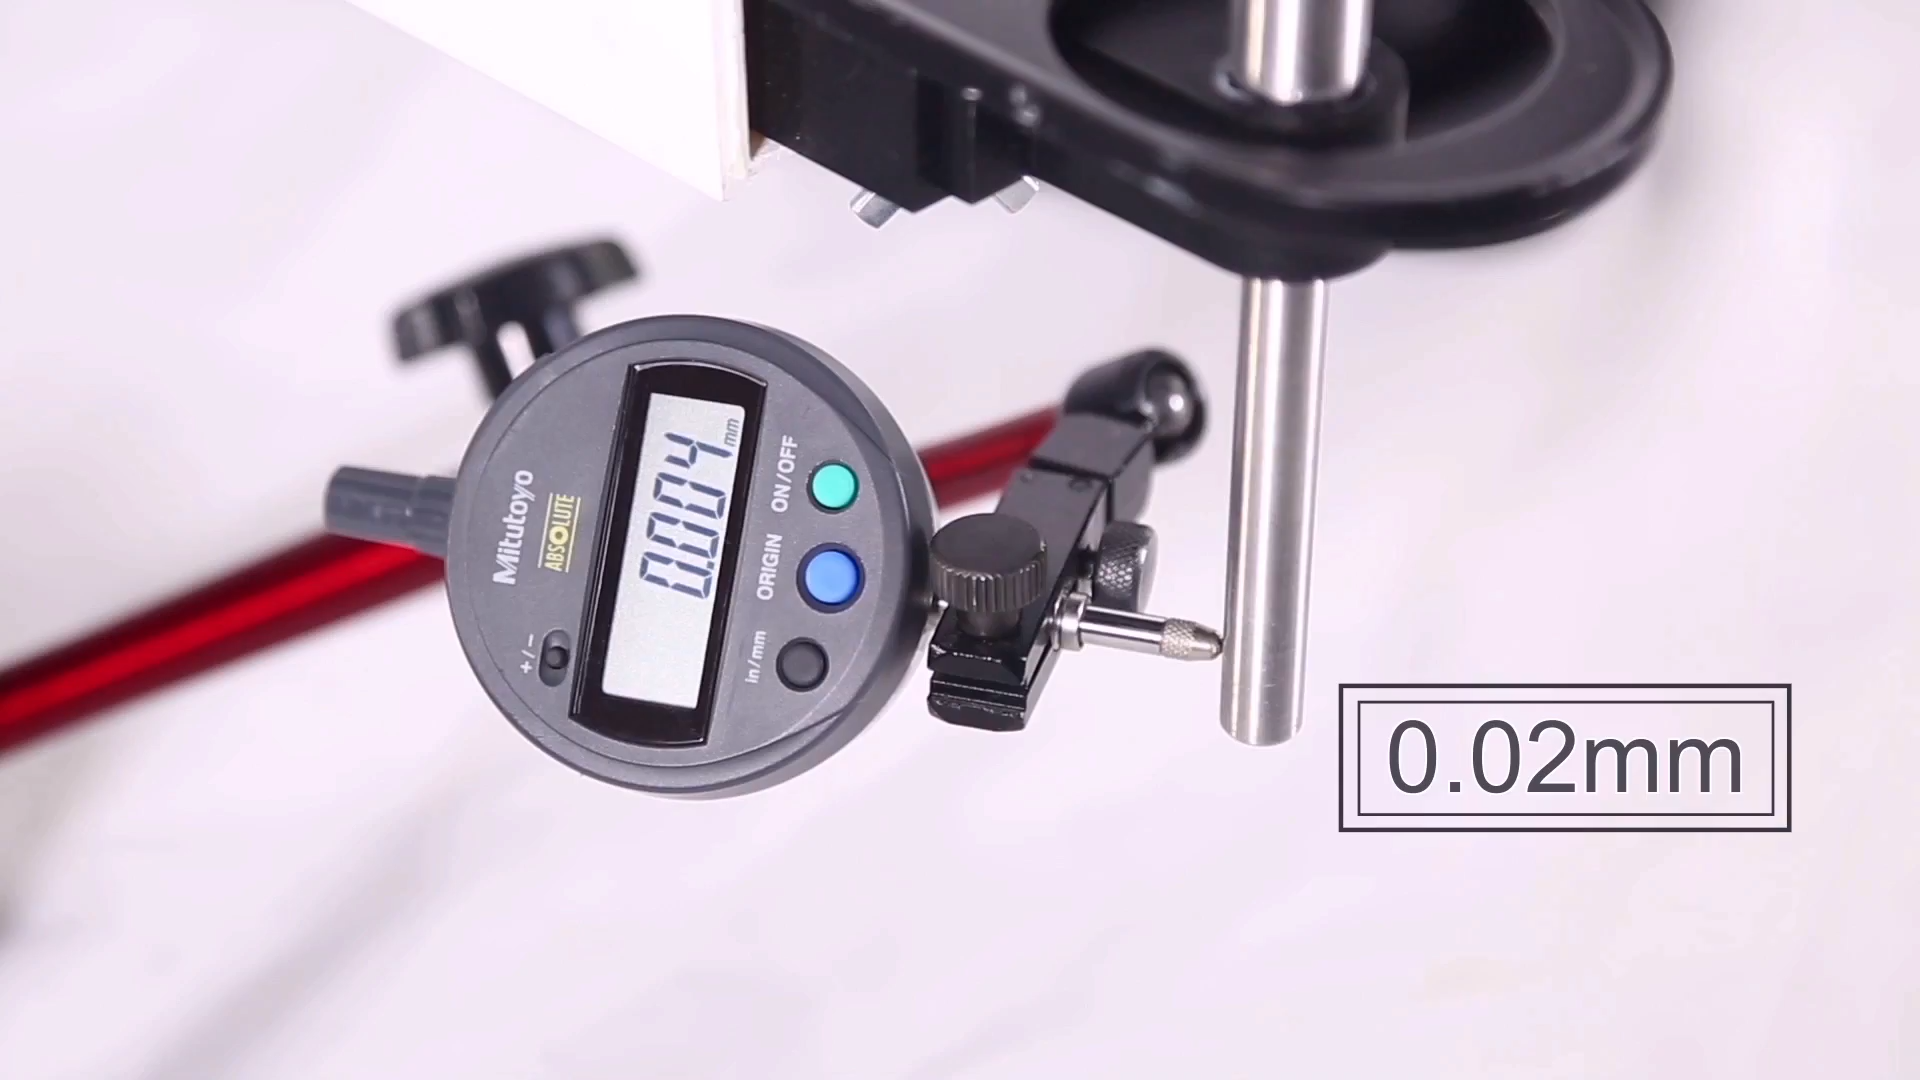 Mitutoyo
ABSOLUTE
+/-
0.004 mm
ON/OFF
ORIGIN
in/mm
0.02mm